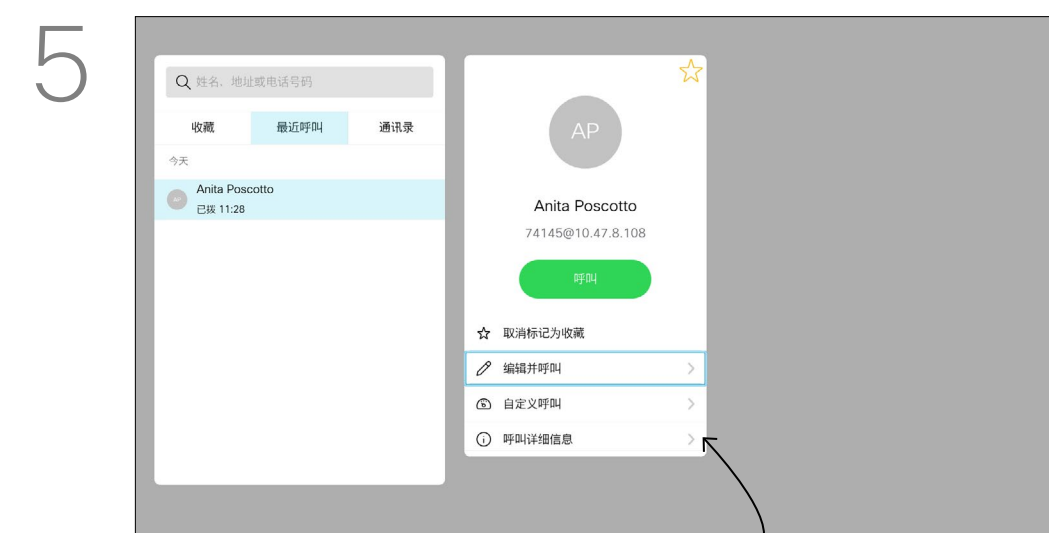 5
姓名、地址或电话号码
收藏 最近呼叫 通讯录
今天
AP Anita Poscotto
已拨 11:28
AP
Anita Poscotto
74145@10.47.8.108
呼叫
取消标记为收藏
编辑并呼叫
自定义呼叫
呼叫详细信息